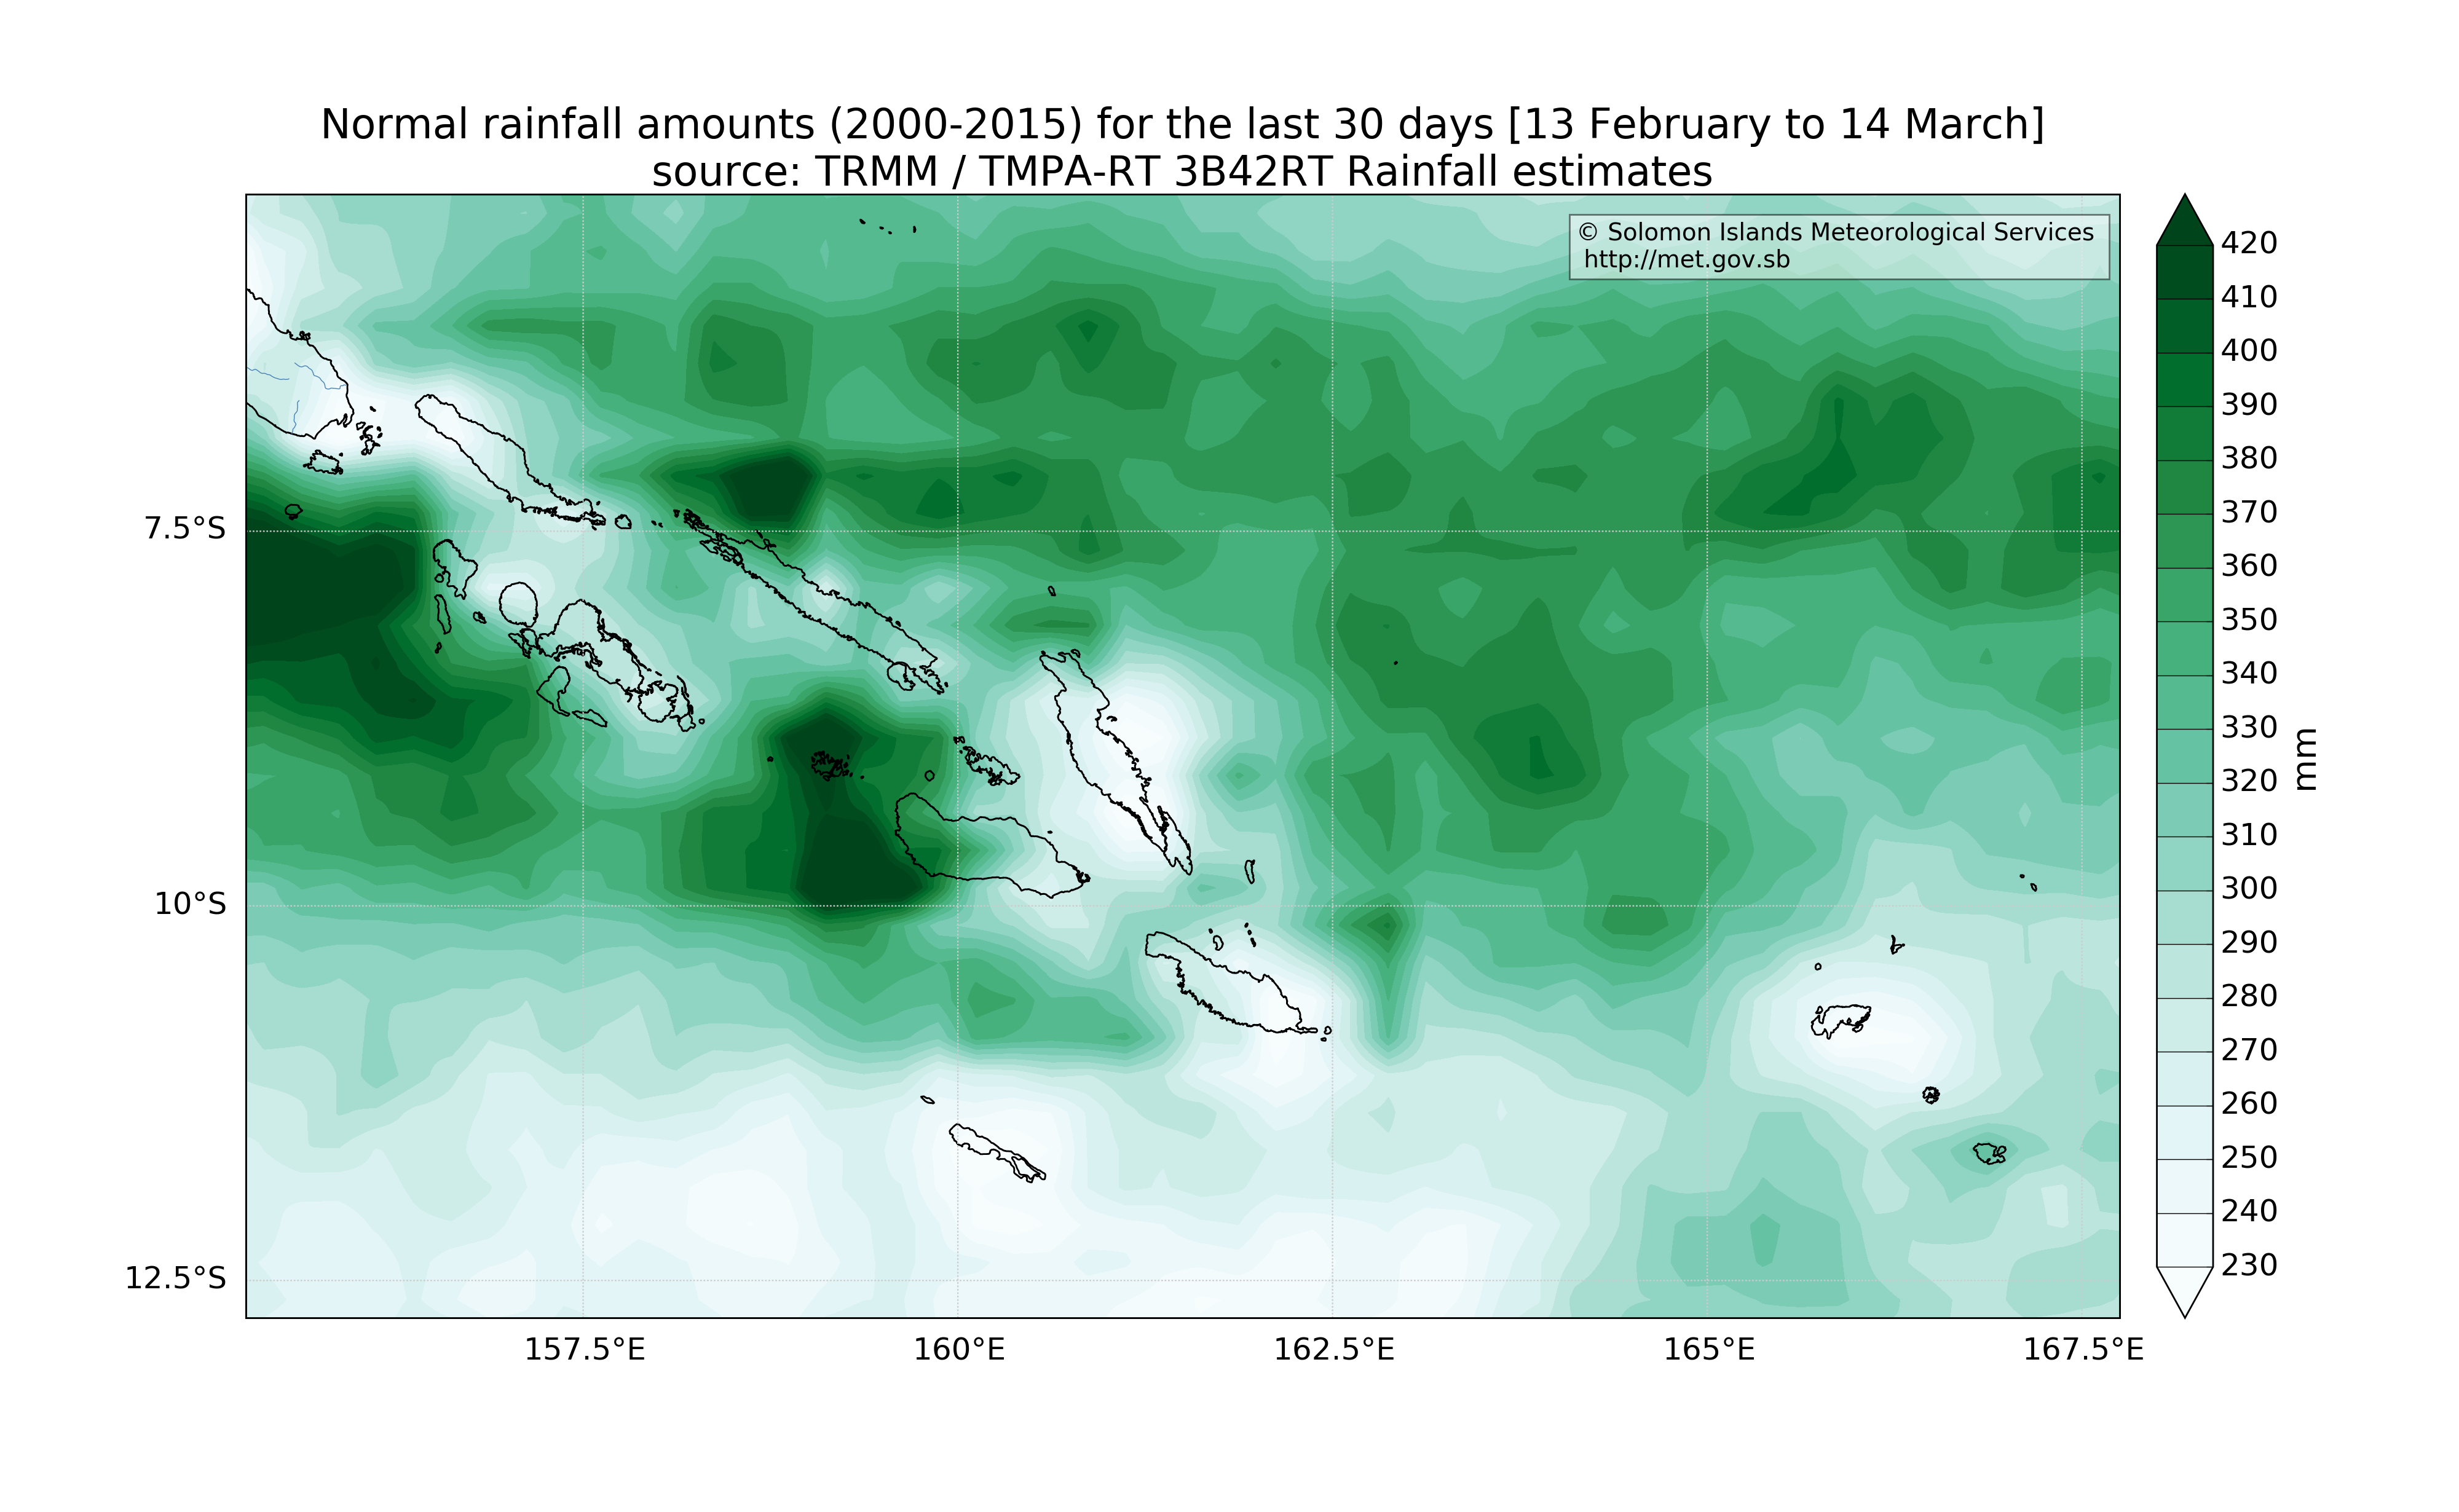 Normal rainfall amounts (2000-2015) for the last 30 days [13 February to 14 March]
source: TRMM / TMPA-RT 3B42RT Rainfall estimates
© Solomon Islands Meteorological Services
http://met.gov.sb
7.5°S
10°S
12.5°S
157.5°E
160°E
162.5°E
165°E
167.5°E
420
410
400
390
380
370
360
350
340
330
320
310
300
290
280
270
260
250
240
230
mm